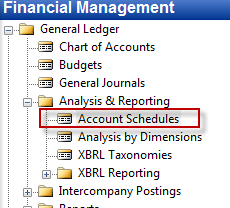 Financial Management
General Ledger
Chart of Accounts
Budgets
General Journals
Analysis & Reporting
Account Schedules
Analysis by Dimensions
XBRL Taxonomies
XBRL Reporting
Intercompany Postings
Reports